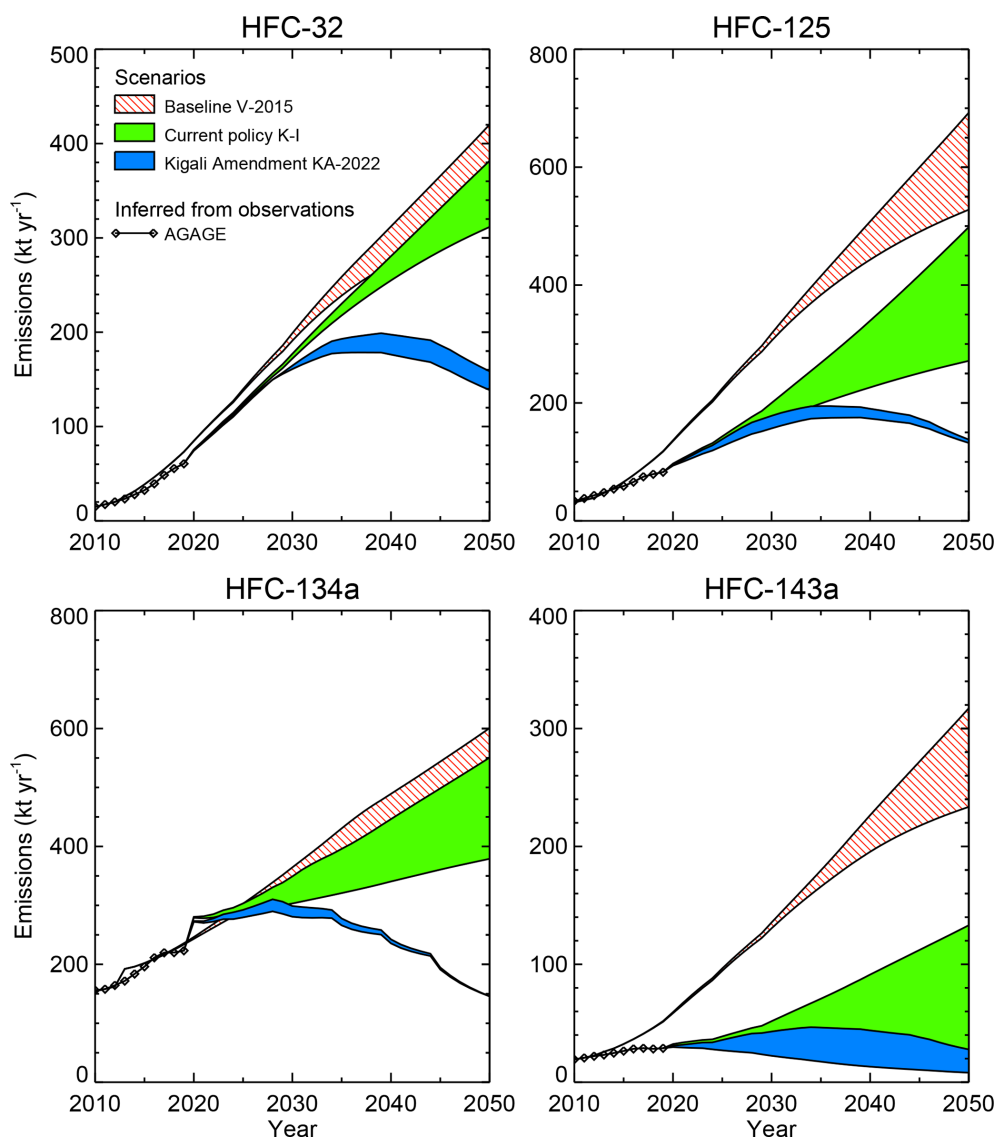 HFC-32
500
400
300
200
100
0
Emissions (kt yr-1)
Scenarios
Baseline V-2015
Current policy K-I
Kigali Amendment KA-2022
Inferred from observations
AGAGE
2010 2020 2030 2040 2050
HFC-125
800
600
400
200
0
2010 2020 2030 2040 2050
HFC-134a
800
600
400
200
0
Emissions (kt yr-1)
2010 2020 2030 2040 2050
Year
HFC-143a
400
300
200
100
0
2010 2020 2030 2040 2050
Year